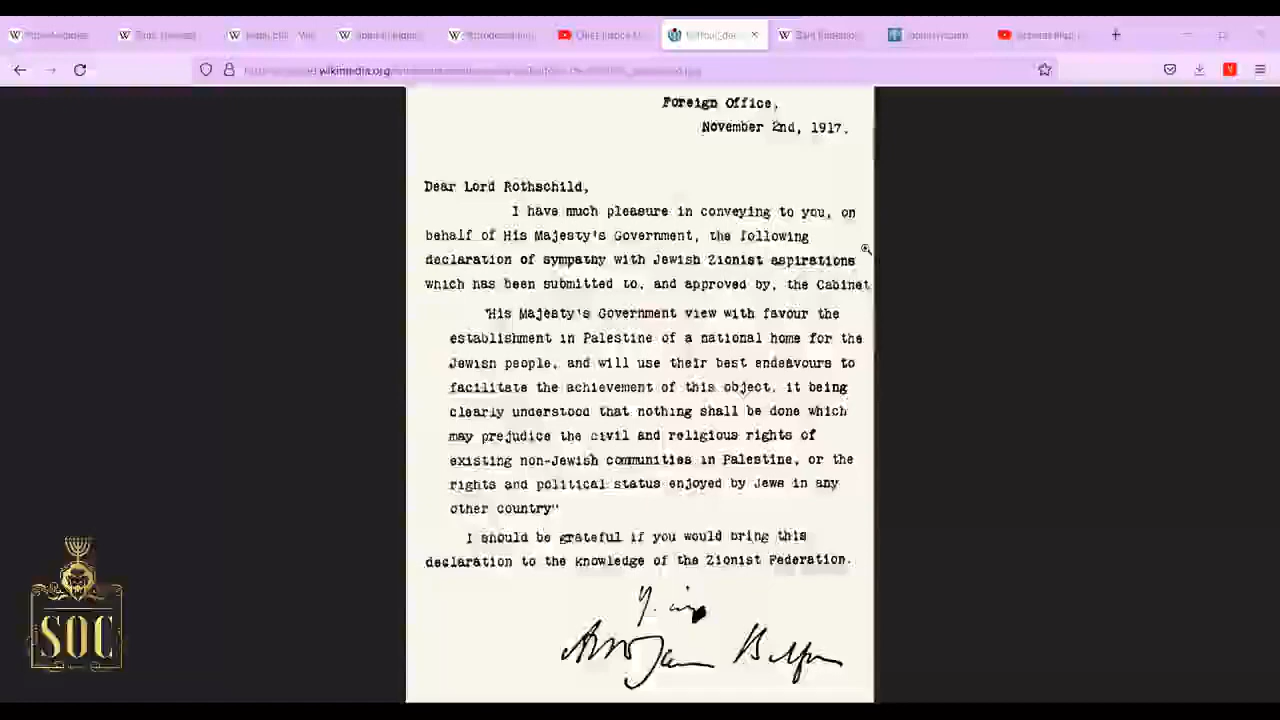 wikimedia.org
Foreign Office,
November 2nd, 1917.
Dear Lord Rothschild,
I have much pleasure in conveying to you, on
behalf of His Majesty's Government, the following
declaration of sympathy with Jewish Zionist aspirations
which has been submitted to, and approved by, the Cabinet
"His Majesty's Government view with favour the
establishment in Palestine of a national home for the
Jewish people, and will use their best endeavours to
facilitate the achievement of this object, it being
clearly understood that nothing shall be done which
may prejudice the civil and religious rights of
existing non-Jewish communities in Palestine, or the
rights and political status enjoyed by Jews in any
other country"
I should be grateful if you would bring this
declaration to the knowledge of the Zionist Federation.
Balfour
SOC